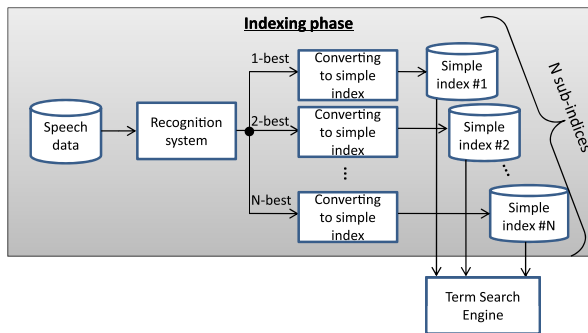 Indexing phase
1-best
Converting
to simple
index
Simple
index #1
N sub-indices
Speech
data
Recognition
system
2-best
Converting
to simple
index
Simple
index #2
...
...
N-best
Converting
to simple
index
Simple
index #N
Term Search
Engine